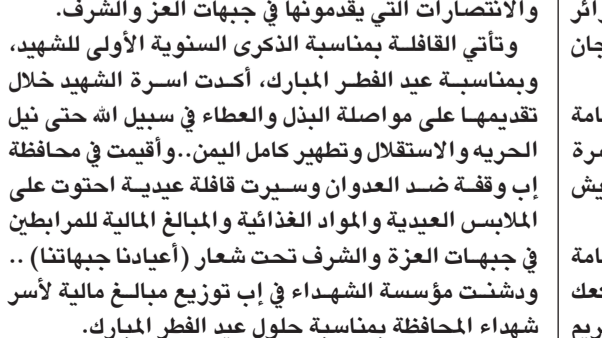 والانتصارات التي يقدمونها في جبهات العز والشرف.
وتأتي القافلة بمناسبة الذكرى السنوية الأولى للشهيد،
وبمناسبة عيد الفطر المبارك، أكدت اسرة الشهيد خلال
تقديمها على مواصلة البذل والعطاء في سبيل الله حتى نيل
الحريه والاستقلال وتطهير كامل اليمن..وأقيمت في محافظة
إب وقفة ضد العدوان وسيرت قافلة عيدية احتوت على
الملابس العيدية والمواد الغذائية والمبالغ المالية للمرابطين
في جبهات العزة والشرف تحت شعار (أعيادنا جبهاتنا) ..
ودشنت مؤسسة الشهداء في إب توزيع مبالغ مالية لأسر
شهداء المحافظة بمناسبة حلول عيد الفطر المبارك.